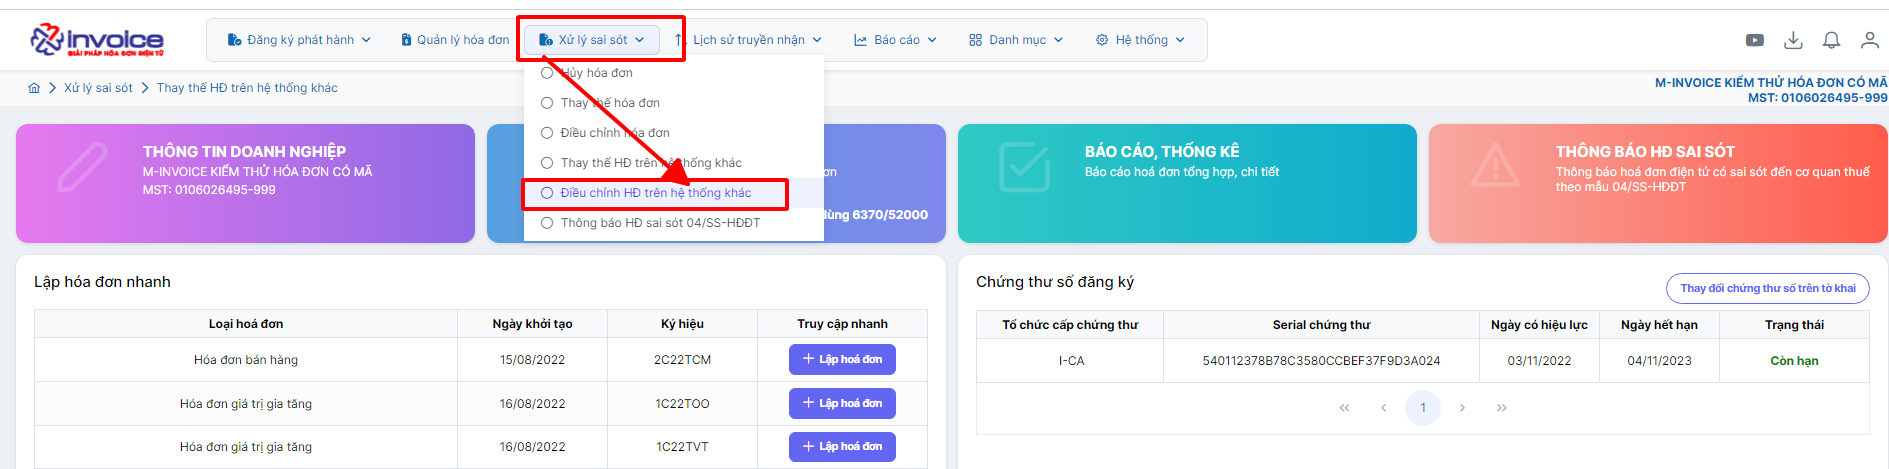 invoice
GIẢI PHÁP HÓA ĐƠN ĐIỆN TỬ
Đăng ký phát hành
Quản lý hóa đơn
Xử lý sai sót
Lịch sử truyền nhận
Báo cáo
Danh mục
Hệ thống
Xử lý sai sót
Thay thế HĐ trên hệ thống khác
M-INVOICE KIỂM THỬ HÓA ĐƠN CÓ MÃ
MST: 0106026495-999
Hủy hóa đơn
Thay thế hóa đơn
Điều chỉnh hóa đơn
Thay thế HĐ trên hệ thống khác
Điều chỉnh HĐ trên hệ thống khác
Thông báo HĐ sai sót 04/SS-HĐĐT
THÔNG TIN DOANH NGHIỆP
M-INVOICE KIỂM THỬ HÓA ĐƠN CÓ MÃ
MST: 0106026495-999
ơn
dùng 6370/52000
BÁO CÁO, THỐNG KÊ
Báo cáo hoá đơn tổng hợp, chi tiết
THÔNG BÁO HĐ SAI SÓT
Thông báo hoá đơn điện tử có sai sót đến cơ quan thuế
theo mẫu 04/SS-HĐĐT
Lập hóa đơn nhanh
Loại hoá đơn Ngày khởi tạo Ký hiệu Truy cập nhanh
Hóa đơn bán hàng 15/08/2022 2C22TCM + Lập hoá đơn
Hóa đơn giá trị gia tăng 16/08/2022 1C22TOO + Lập hoá đơn
Hóa đơn giá trị gia tăng 16/08/2022 1C22TVT + Lập hoá đơn
Chứng thư số đăng ký
Thay đổi chứng thư số trên tờ khai
Tổ chức cấp chứng thư Serial chứng thư Ngày có hiệu lực Ngày hết hạn Trạng thái
I-CA 540112378B78C3580CCBEF37F9D3A024 03/11/2022 04/11/2023 Còn hạn
1